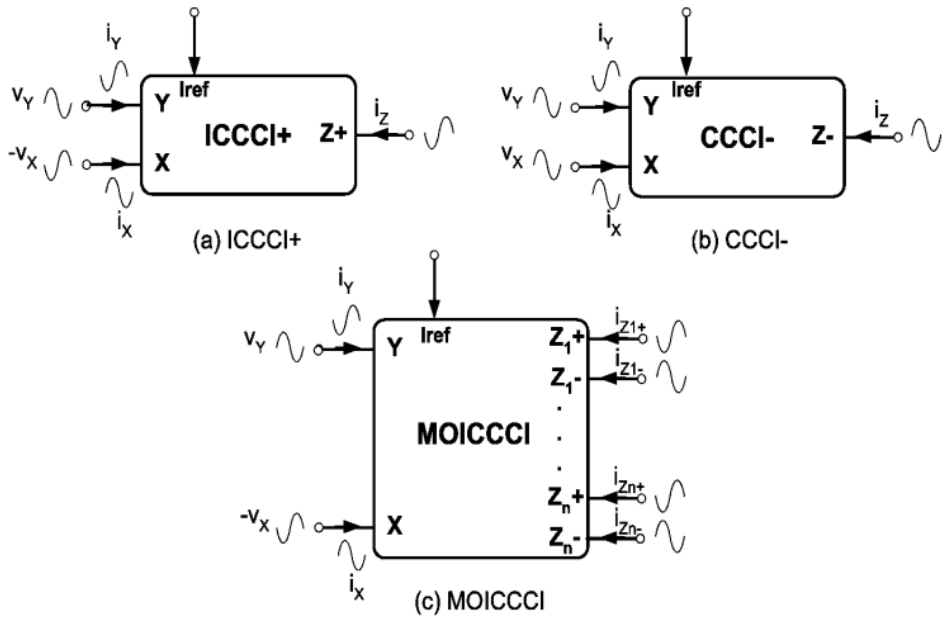 i_Y
Iref
v_Y
Y
ICCCI+
Z+
i_Z
-v_X
X
i_X
(a) ICCCI+
i_Y
Iref
v_Y
Y
CCCI-
Z-
i_Z
v_X
X
i_X
(b) CCCI-
i_Y
Iref
v_Y
Y
Z_1+
i_Z1+
Z_1-
i_Z1-
MOICCCI
Z_n+
i_Zn+
-v_X
X
Z_n-
i_Zn-
i_X
(c) MOICCCI